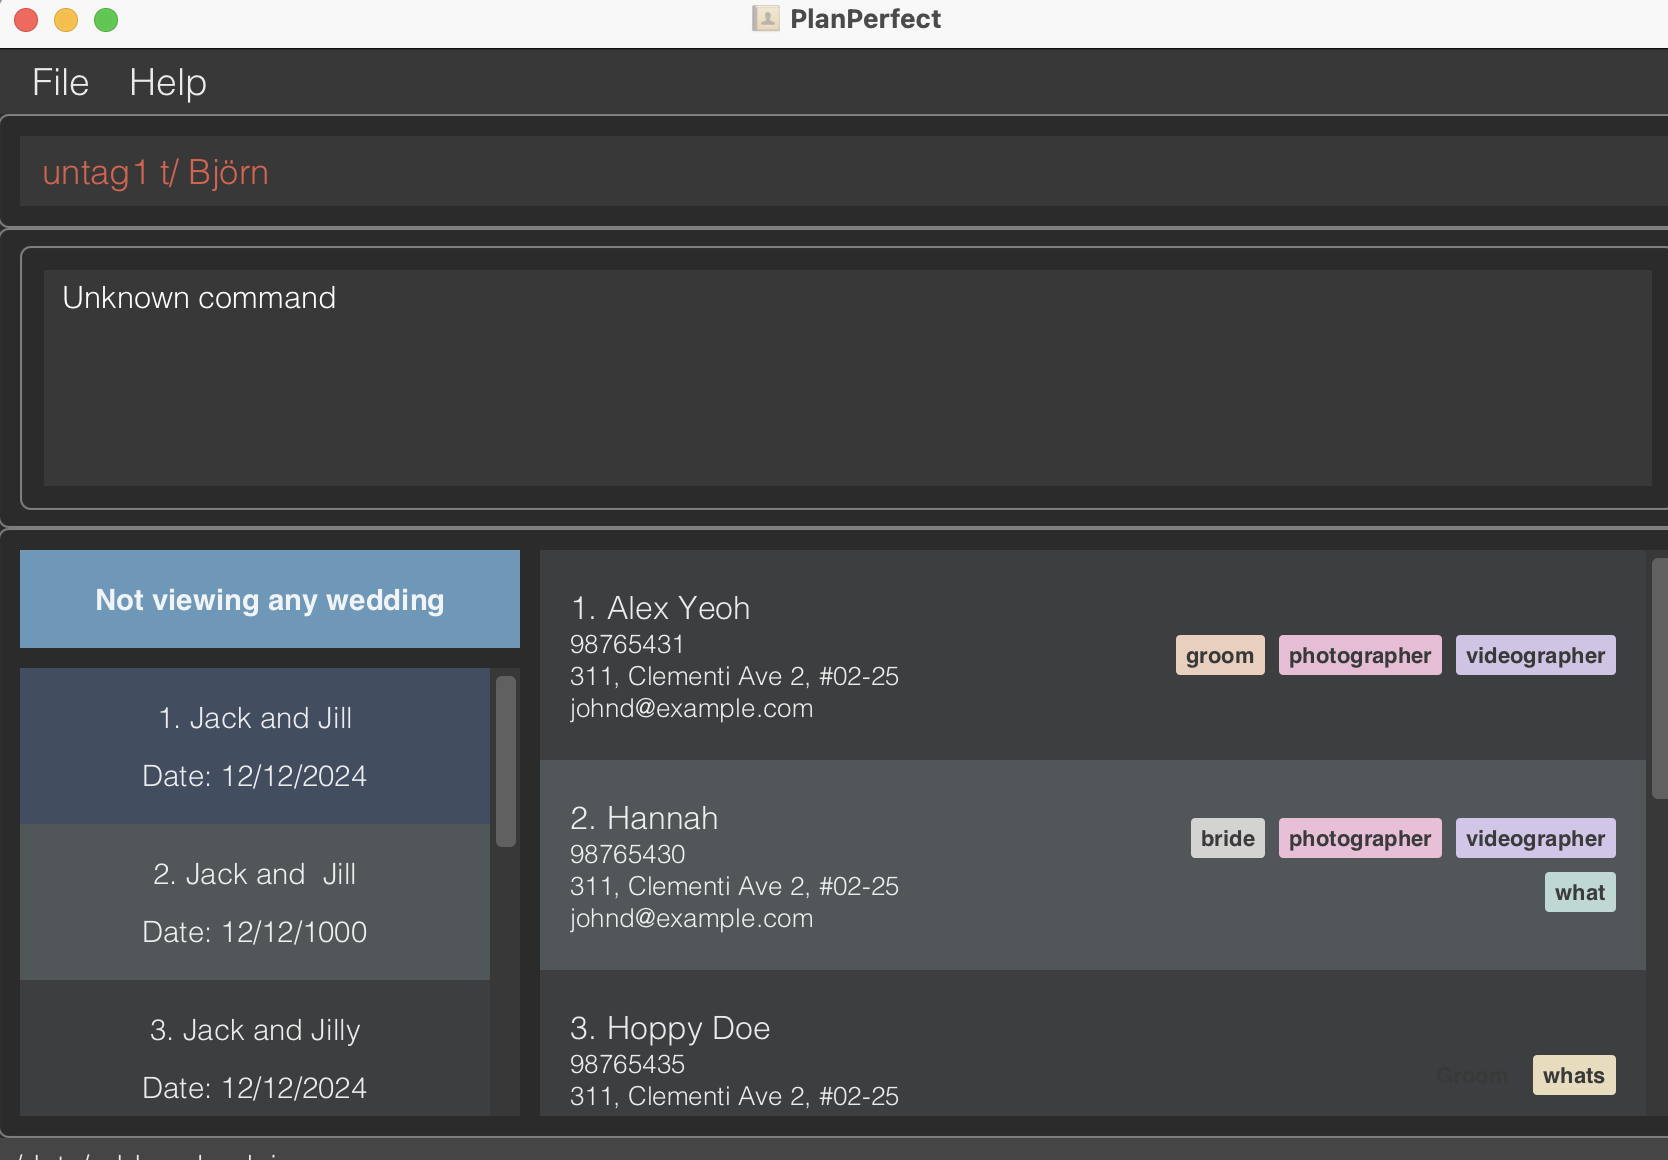 PlanPerfect
File Help
untag1 t/ Björn
Unknown command
Not viewing any wedding
1. Jack and Jill
Date: 12/12/2024
2. Jack and  Jill
Date: 12/12/1000
3. Jack and Jilly
Date: 12/12/2024
1. Alex Yeoh
98765431
311, Clementi Ave 2, #02-25
johnd@example.com
groom photographer videographer
2. Hannah
98765430
311, Clementi Ave 2, #02-25
johnd@example.com
bride photographer videographer
what
3. Hoppy Doe
98765435
311, Clementi Ave 2, #02-25
Groom whats